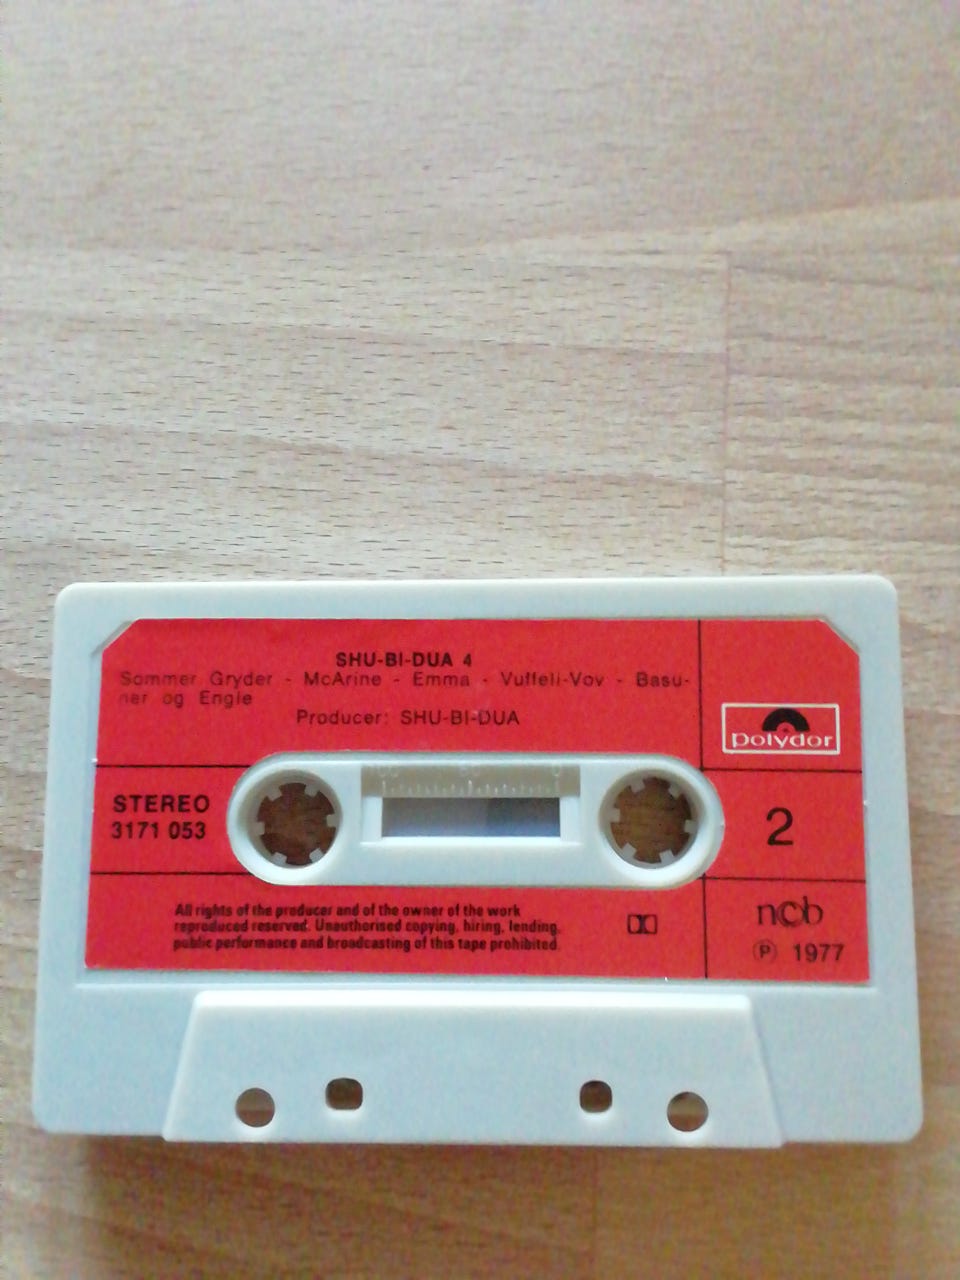 SHU-BI-DUA 4
Sommer Gryder - McArine - Emma - Vuffeli-Vov - Basu-
ner og Engle
Producer: SHU-BI-DUA
polydor
STEREO
3171 053
2
All rights of the producer and of the owner of the work
reproduced reserved. Unauthorised copying, hiring, lending,
public performance and broadcasting of this tape prohibited.
n©b
Ⓟ 1977